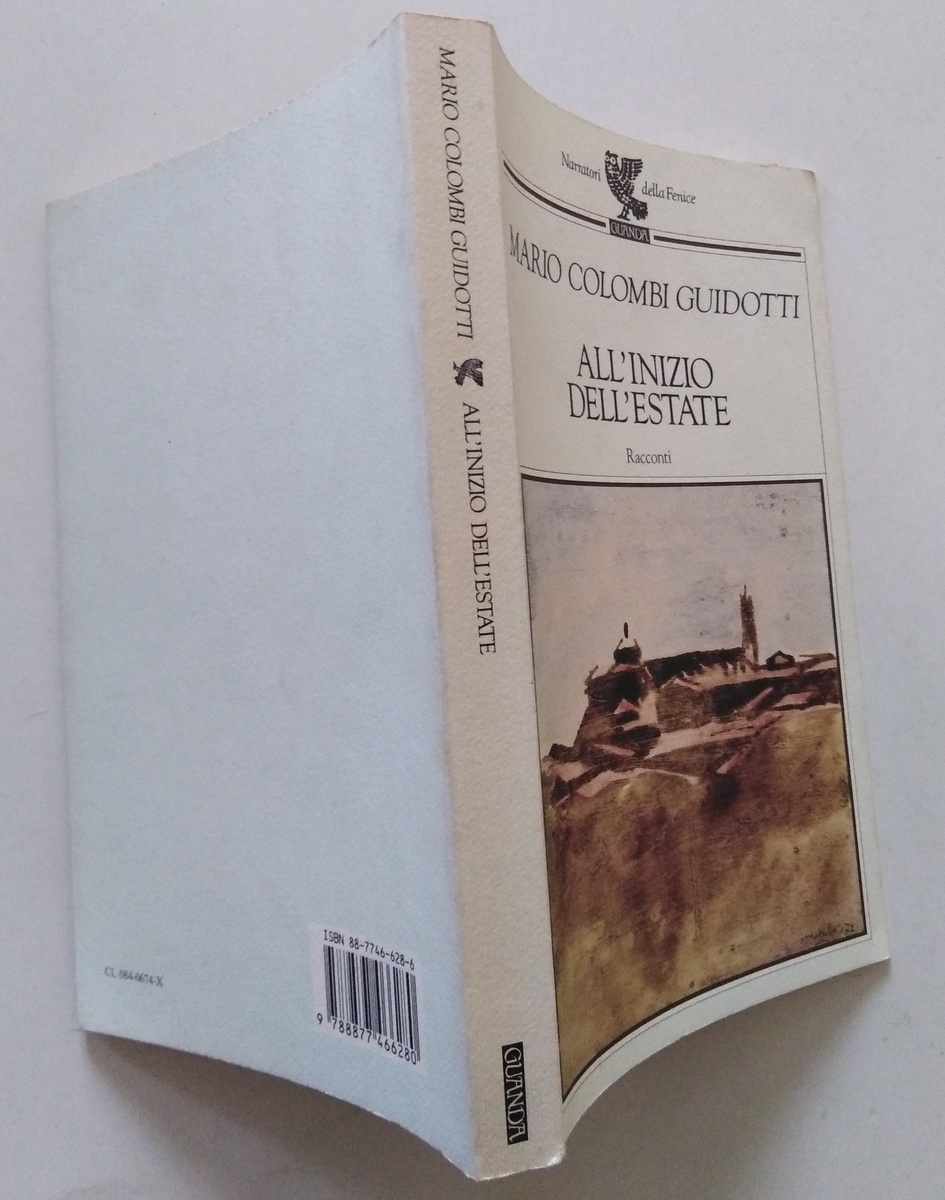 Narratori della Fenice
GUANDA
MARIO COLOMBI GUIDOTTI
ALL'INIZIO
DELL'ESTATE
Racconti
MARIO COLOMBI GUIDOTTI ALL'INIZIO DELL'ESTATE
GUANDA
ISBN 88-7746-628-6
9 788877 466280
CL 084-0674-X